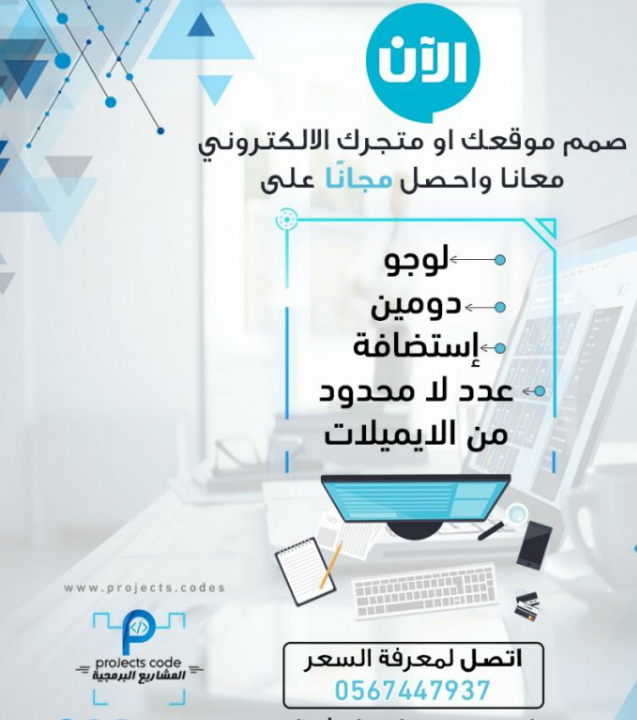 الآن
صمم موقعك او متجرك الالكتروني
معانا واحصل مجانًا على
لوجو
دومين
إستضافة
عدد لا محدود
من الايميلات
www.projects.codes
projects code
المشاريع البرمجية
اتصل لمعرفة السعر
0567447937